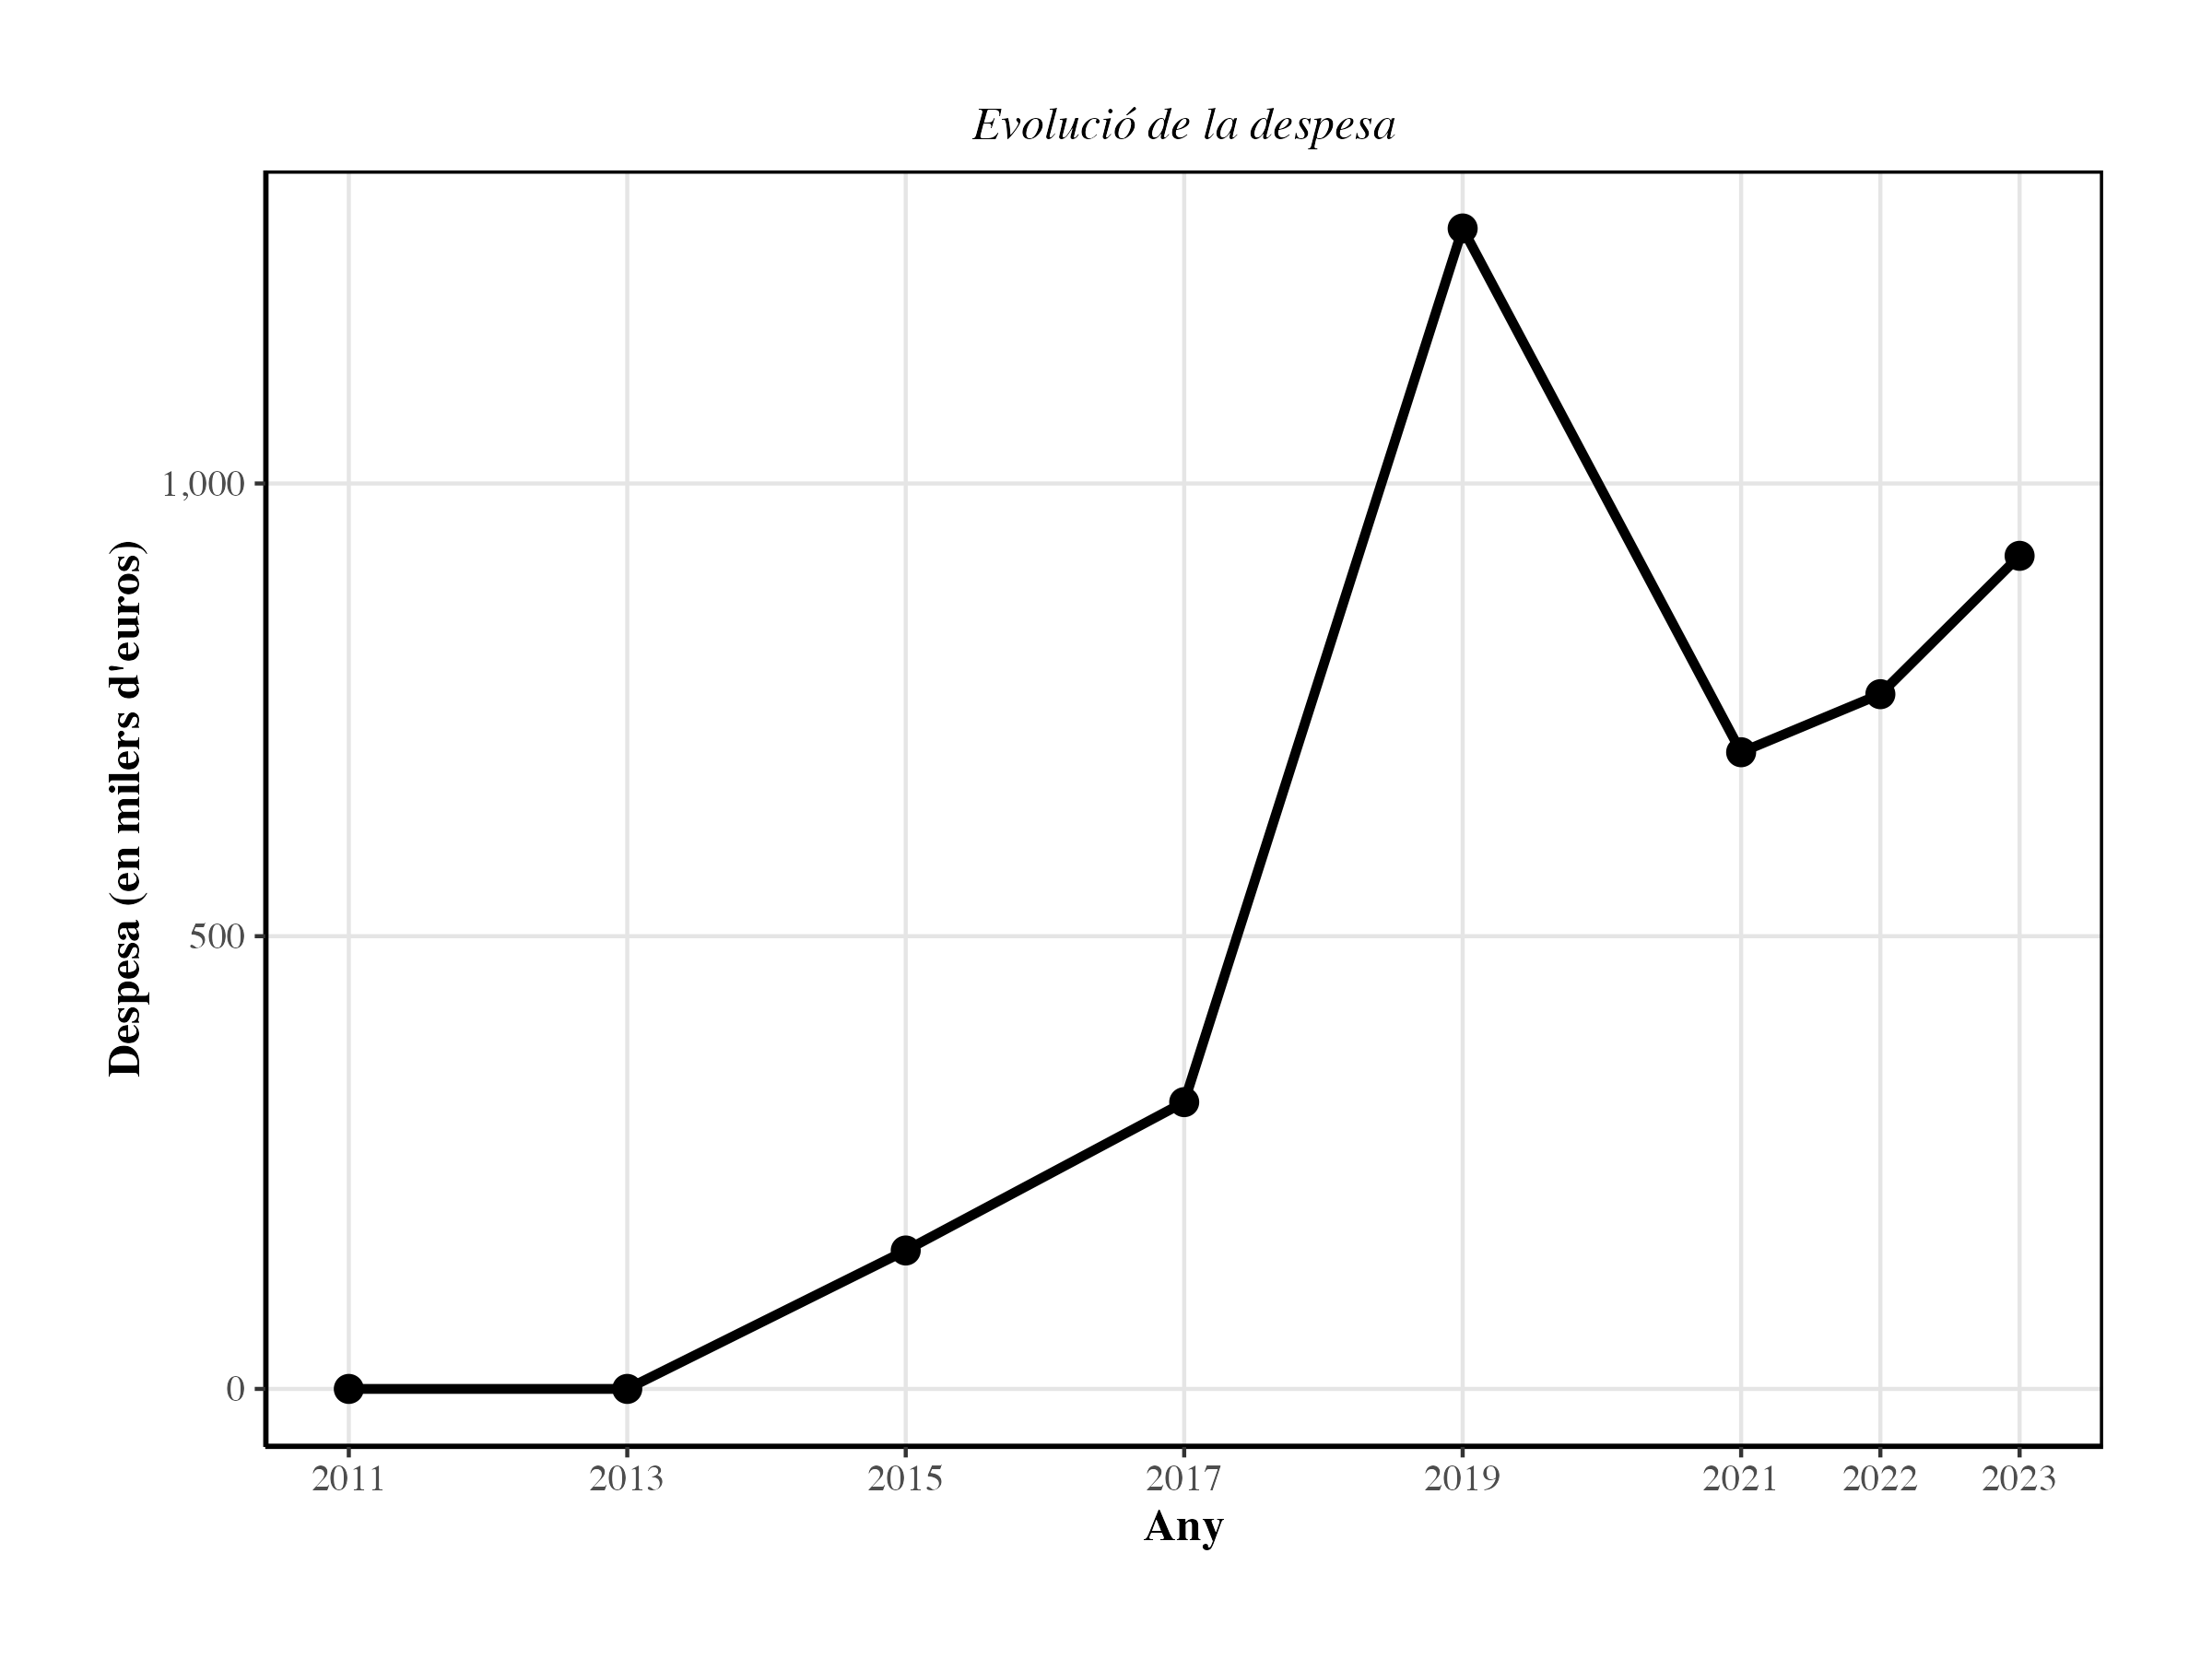 Evolució de la despesa
Despesa (en milers d'euros)
1,000
500
0
2011 2013 2015 2017 2019 2021 2022 2023
Any